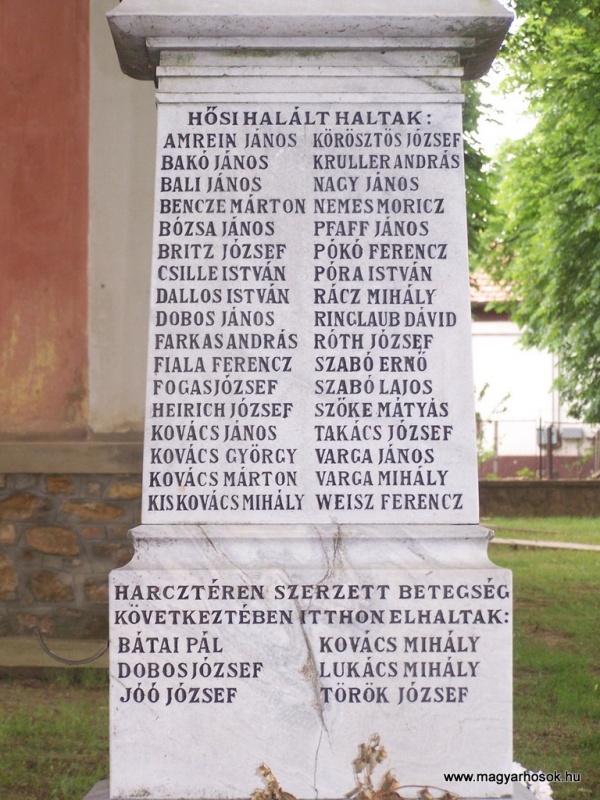 HŐSI HALÁLT HALTAK:
AMREIN JÁNOS
BAKÓ JÁNOS
BALI JÁNOS
BENCZE MÁRTON
BÓZSA JÁNOS
BRITZ JÓZSEF
CSILLE ISTVÁN
DALLOS ISTVÁN
DOBOS JÁNOS
FARKAS ANDRÁS
FIALA FERENCZ
FOGAS JÓZSEF
HEIRICH JÓZSEF
KOVÁCS JÁNOS
KOVÁCS GYÖRGY
KOVÁCS MÁRTON
KISKOVÁCS MIHÁLY
KÖRÖSZTÖS JÓZSEF
KRULLER ANDRÁS
NAGY JÁNOS
NEMES MORICZ
PFAFF JÁNOS
PÓKÓ FERENCZ
PÓRA ISTVÁN
RÁCZ MIHÁLY
RINGLAUB DÁVID
RÓTH JÓZSEF
SZABÓ ERNŐ
SZABÓ LAJOS
SZŐKE MÁTYÁS
TAKÁCS JÓZSEF
VARGA JÁNOS
VARGA MIHÁLY
WEISZ FERENCZ
HARCZTÉREN SZERZETT BETEGSÉG
KÖVETKEZTÉBEN ITTHON ELHALTAK:
BÁTAI PÁL
DOBOS JÓZSEF
JÓÓ JÓZSEF
KOVÁCS MIHÁLY
LUKÁCS MIHÁLY
TÖRÖK JÓZSEF
www.magyarhosok.hu